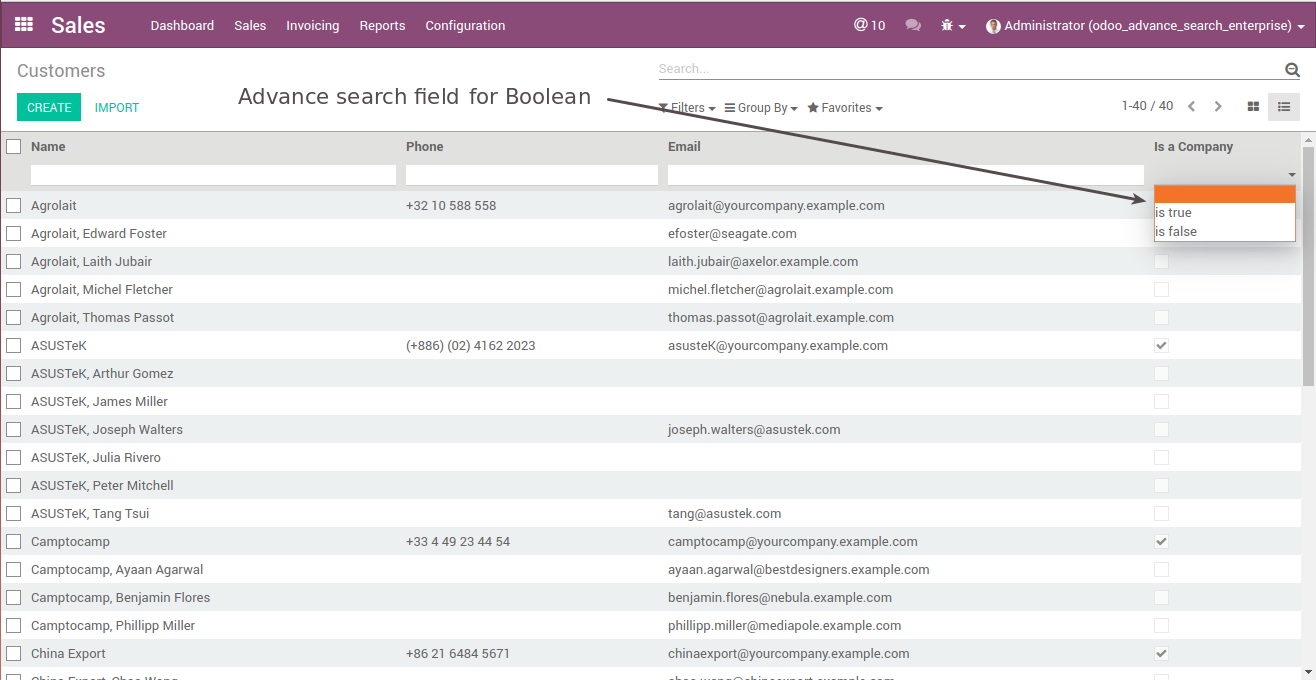 Sales Dashboard Sales Invoicing Reports Configuration @ 10 Administrator (odoo_advance_search_enterprise)
Customers Search...
CREATE IMPORT Advance search field for Boolean Filters Group By Favorites 1-40 / 40
Name Phone Email Is a Company
Agrolait +32 10 588 558 agrolait@yourcompany.example.com
is true
Agrolait, Edward Foster efoster@seagate.com is false
Agrolait, Laith Jubair laith.jubair@axelor.example.com
Agrolait, Michel Fletcher michel.fletcher@agrolait.example.com
Agrolait, Thomas Passot thomas.passot@agrolait.example.com
ASUSTeK (+886) (02) 4162 2023 asusteK@yourcompany.example.com
ASUSTeK, Arthur Gomez
ASUSTeK, James Miller
ASUSTeK, Joseph Walters joseph.walters@asustek.com
ASUSTeK, Julia Rivero
ASUSTeK, Peter Mitchell
ASUSTeK, Tang Tsui tang@asustek.com
Camptocamp +33 4 49 23 44 54 camptocamp@yourcompany.example.com
Camptocamp, Ayaan Agarwal ayaan.agarwal@bestdesigners.example.com
Camptocamp, Benjamin Flores benjamin.flores@nebula.example.com
Camptocamp, Phillipp Miller phillipp.miller@mediapole.example.com
China Export +86 21 6484 5671 chinaexport@yourcompany.example.com